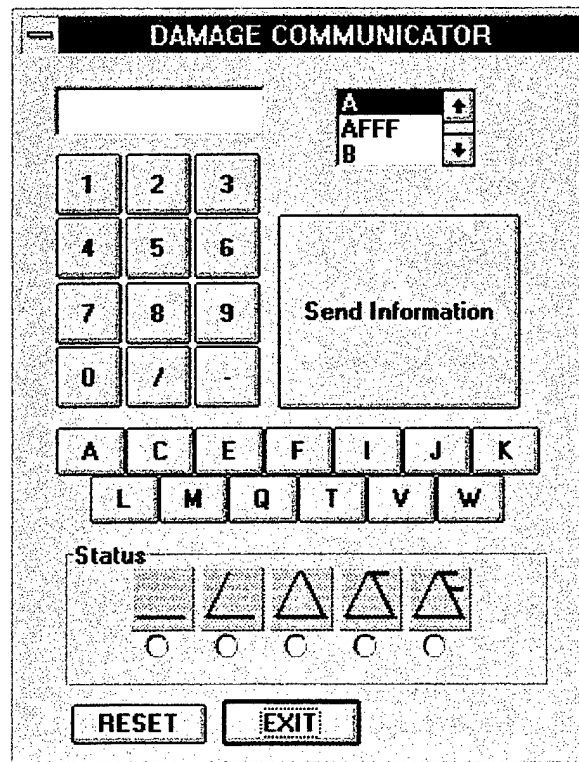 DAMAGE COMMUNICATOR
A
AFFF
B
1 2 3
4 5 6
7 8 9
Send Information
0 / -
A C E F I J K
L M Q T V W
Status
RESET EXIT